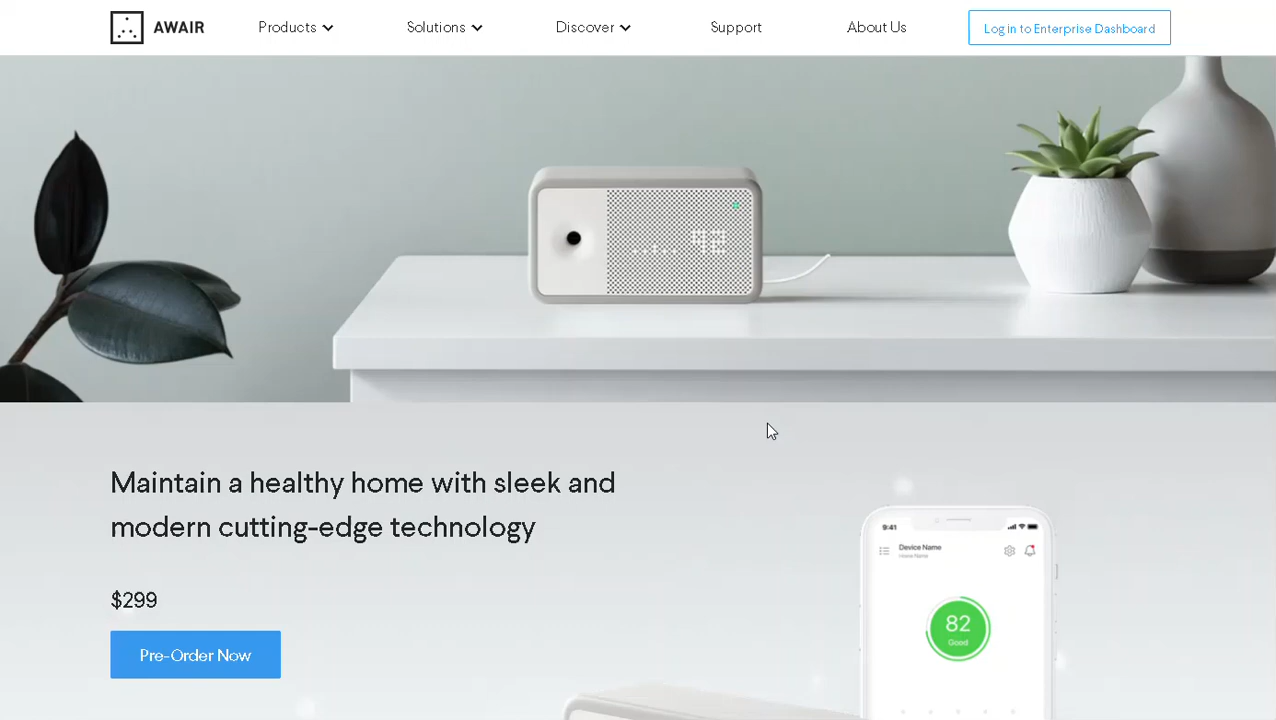 AWAIR Products Solutions Discover Support About Us Log in to Enterprise Dashboard
98
Maintain a healthy home with sleek and
modern cutting-edge technology
$299
Pre-Order Now
9:41
Device Name
82
Good